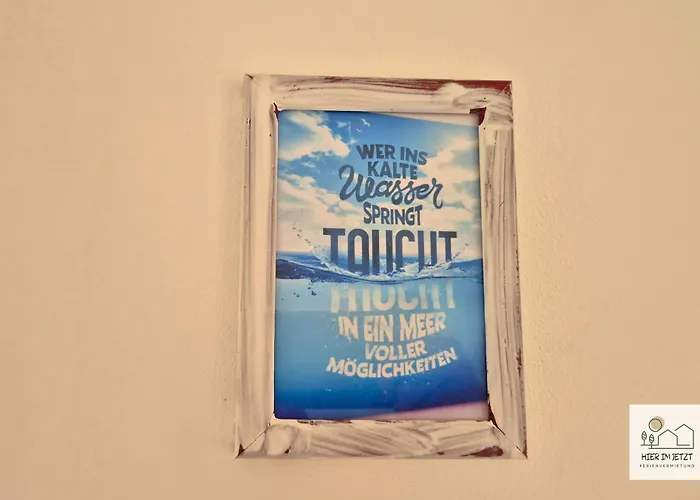 WER INS
KALTE
Wasser
SPRINGT
TAUCHT
IN EIN MEER
VOLLER
MÖGLICHKEITEN
HIER IM JETZT
FERIENVERMIETUNG